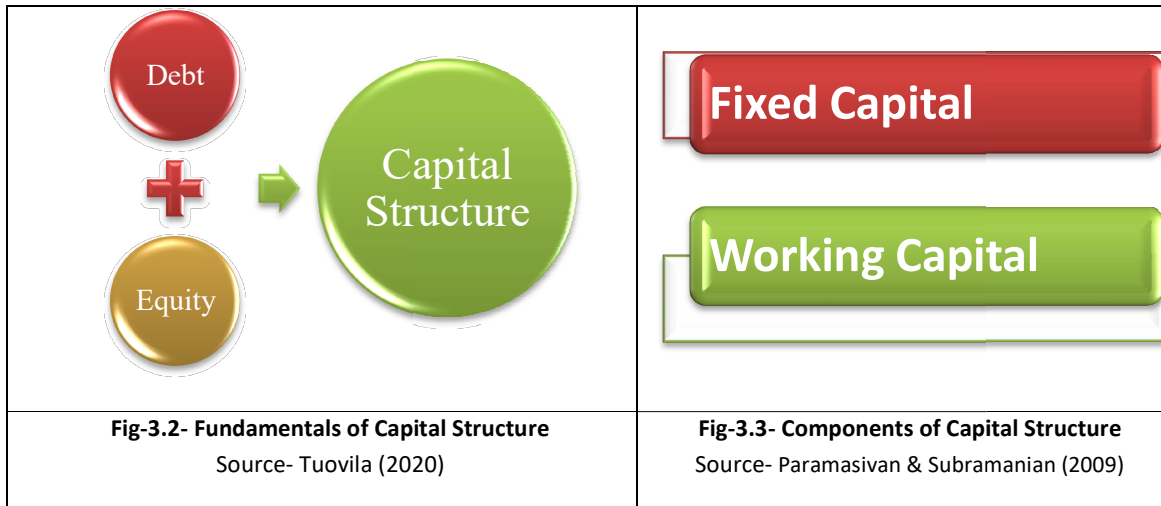 Debt
Equity
Capital
Structure
Fig-3.2- Fundamentals of Capital Structure
Source- Tuovila (2020)
Fixed Capital
Working Capital
Fig-3.3- Components of Capital Structure
Source- Paramasivan & Subramanian (2009)